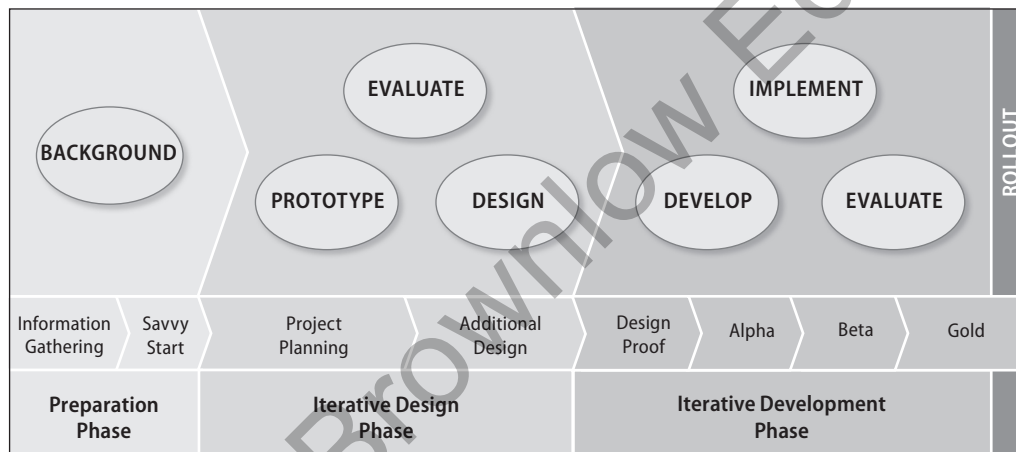 EVALUATE
IMPLEMENT
BACKGROUND
PROTOTYPE
DESIGN
DEVELOP
EVALUATE
ROLLOUT
Information
Gathering
Savvy
Start
Project
Planning
Additional
Design
Design
Proof
Alpha
Beta
Gold
Preparation
Phase
Iterative Design
Phase
Iterative Development
Phase
Brownlow